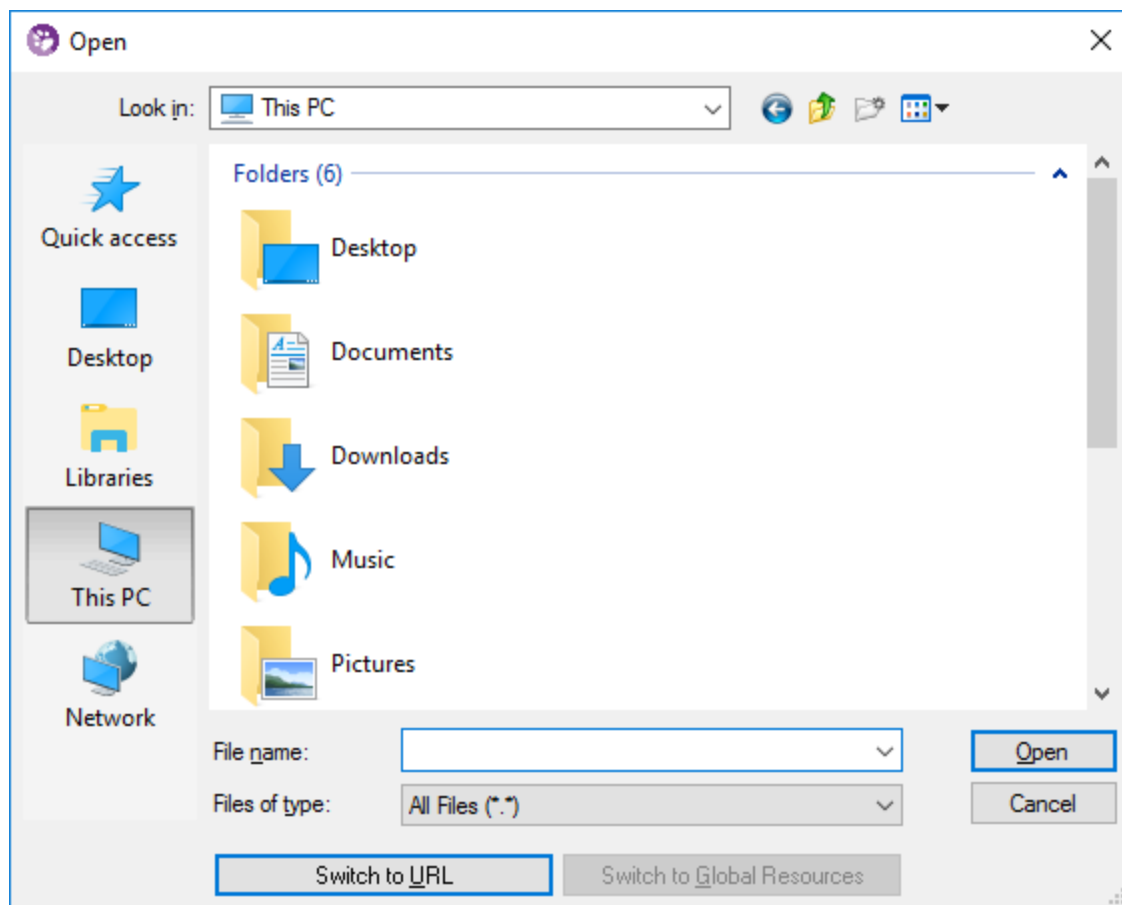 Open
Look in: This PC
Quick access
Desktop
Libraries
This PC
Network
Folders (6)
Desktop
Documents
Downloads
Music
Pictures
File name:
Open
Files of type: All Files (*.*)
Cancel
Switch to URL
Switch to Global Resources